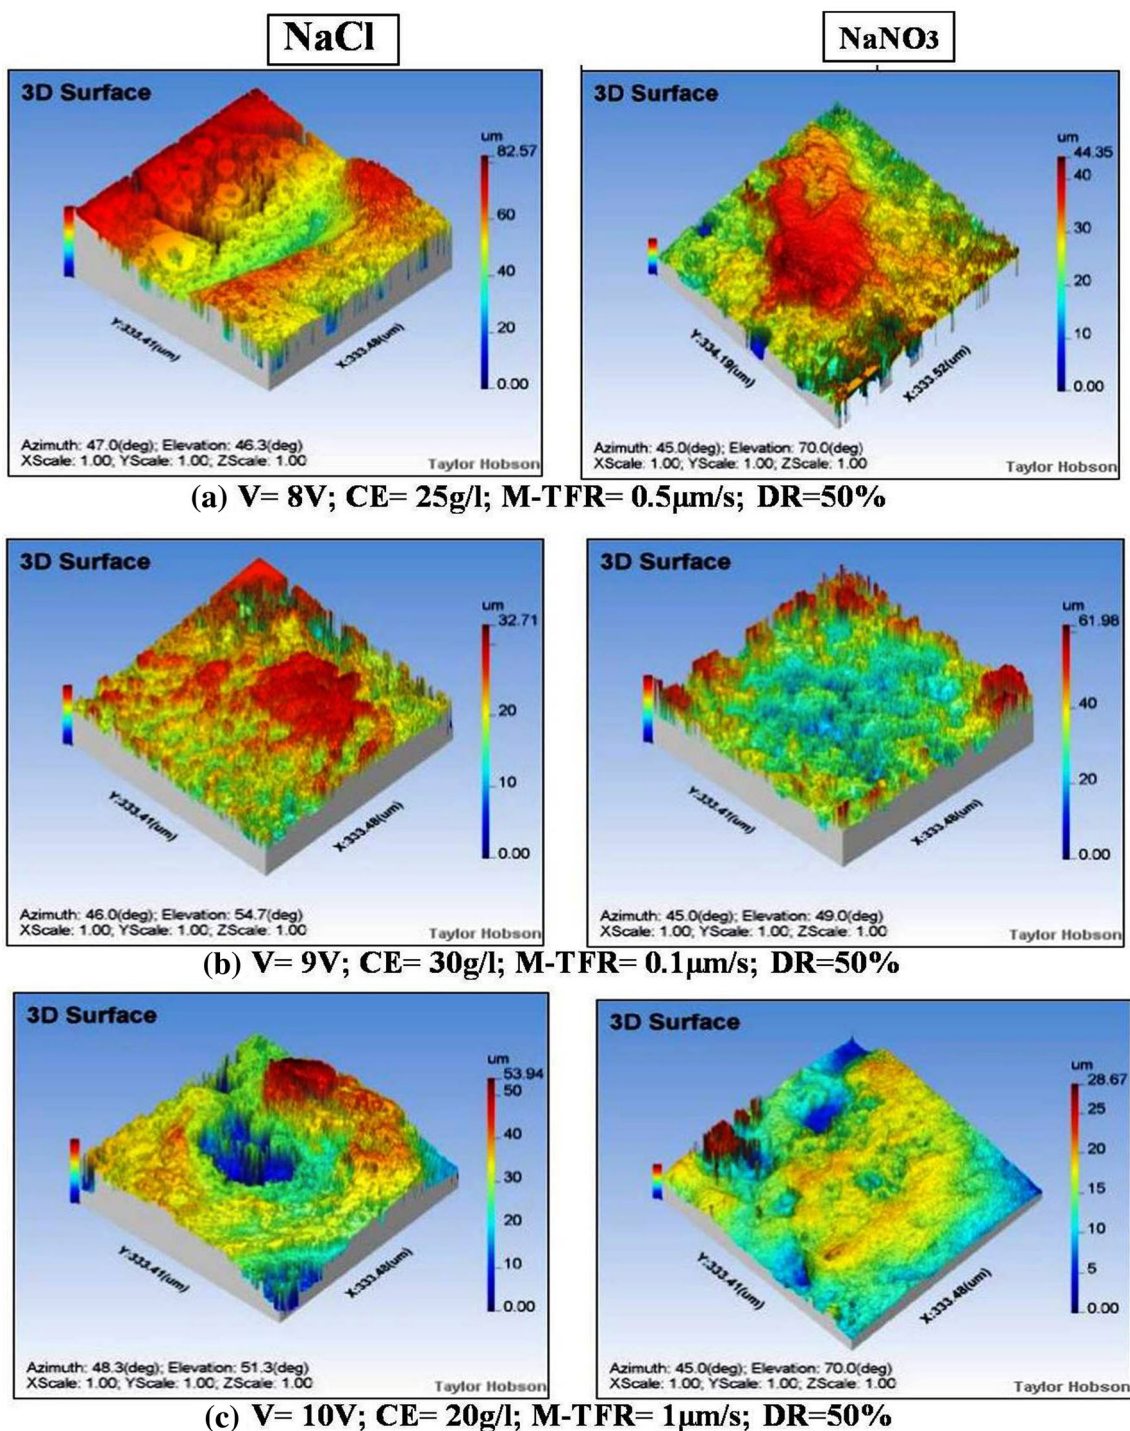 NaCl
NaNO3
3D Surface
um
82.57
60
40
20
0.00
Y:333.41(um)
X:333.48(um)
Azimuth: 47.0(deg); Elevation: 46.3(deg)
XScale: 1.00; YScale: 1.00; ZScale: 1.00
Taylor Hobson
3D Surface
um
44.35
40
30
20
10
0.00
Y:334.19(um)
X:333.52(um)
Azimuth: 45.0(deg); Elevation: 70.0(deg)
XScale: 1.00; YScale: 1.00; ZScale: 1.00
Taylor Hobson
(a) V= 8V; CE= 25g/l; M-TFR= 0.5μm/s; DR=50%
3D Surface
um
32.71
20
10
0.00
Y:333.41(um)
X:333.48(um)
Azimuth: 46.0(deg); Elevation: 54.7(deg)
XScale: 1.00; YScale: 1.00; ZScale: 1.00
Taylor Hobson
3D Surface
um
61.98
40
20
0.00
Y:333.41(um)
X:333.48(um)
Azimuth: 45.0(deg); Elevation: 49.0(deg)
XScale: 1.00; YScale: 1.00; ZScale: 1.00
Taylor Hobson
(b) V= 9V; CE= 30g/l; M-TFR= 0.1μm/s; DR=50%
3D Surface
um
53.94
50
40
30
20
10
0.00
Y:333.41(um)
X:333.48(um)
Azimuth: 48.3(deg); Elevation: 51.3(deg)
XScale: 1.00; YScale: 1.00; ZScale: 1.00
Taylor Hobson
3D Surface
um
28.67
25
20
15
10
5
0.00
Y:333.41(um)
X:333.48(um)
Azimuth: 45.0(deg); Elevation: 70.0(deg)
XScale: 1.00; YScale: 1.00; ZScale: 1.00
Taylor Hobson
(c) V= 10V; CE= 20g/l; M-TFR= 1μm/s; DR=50%